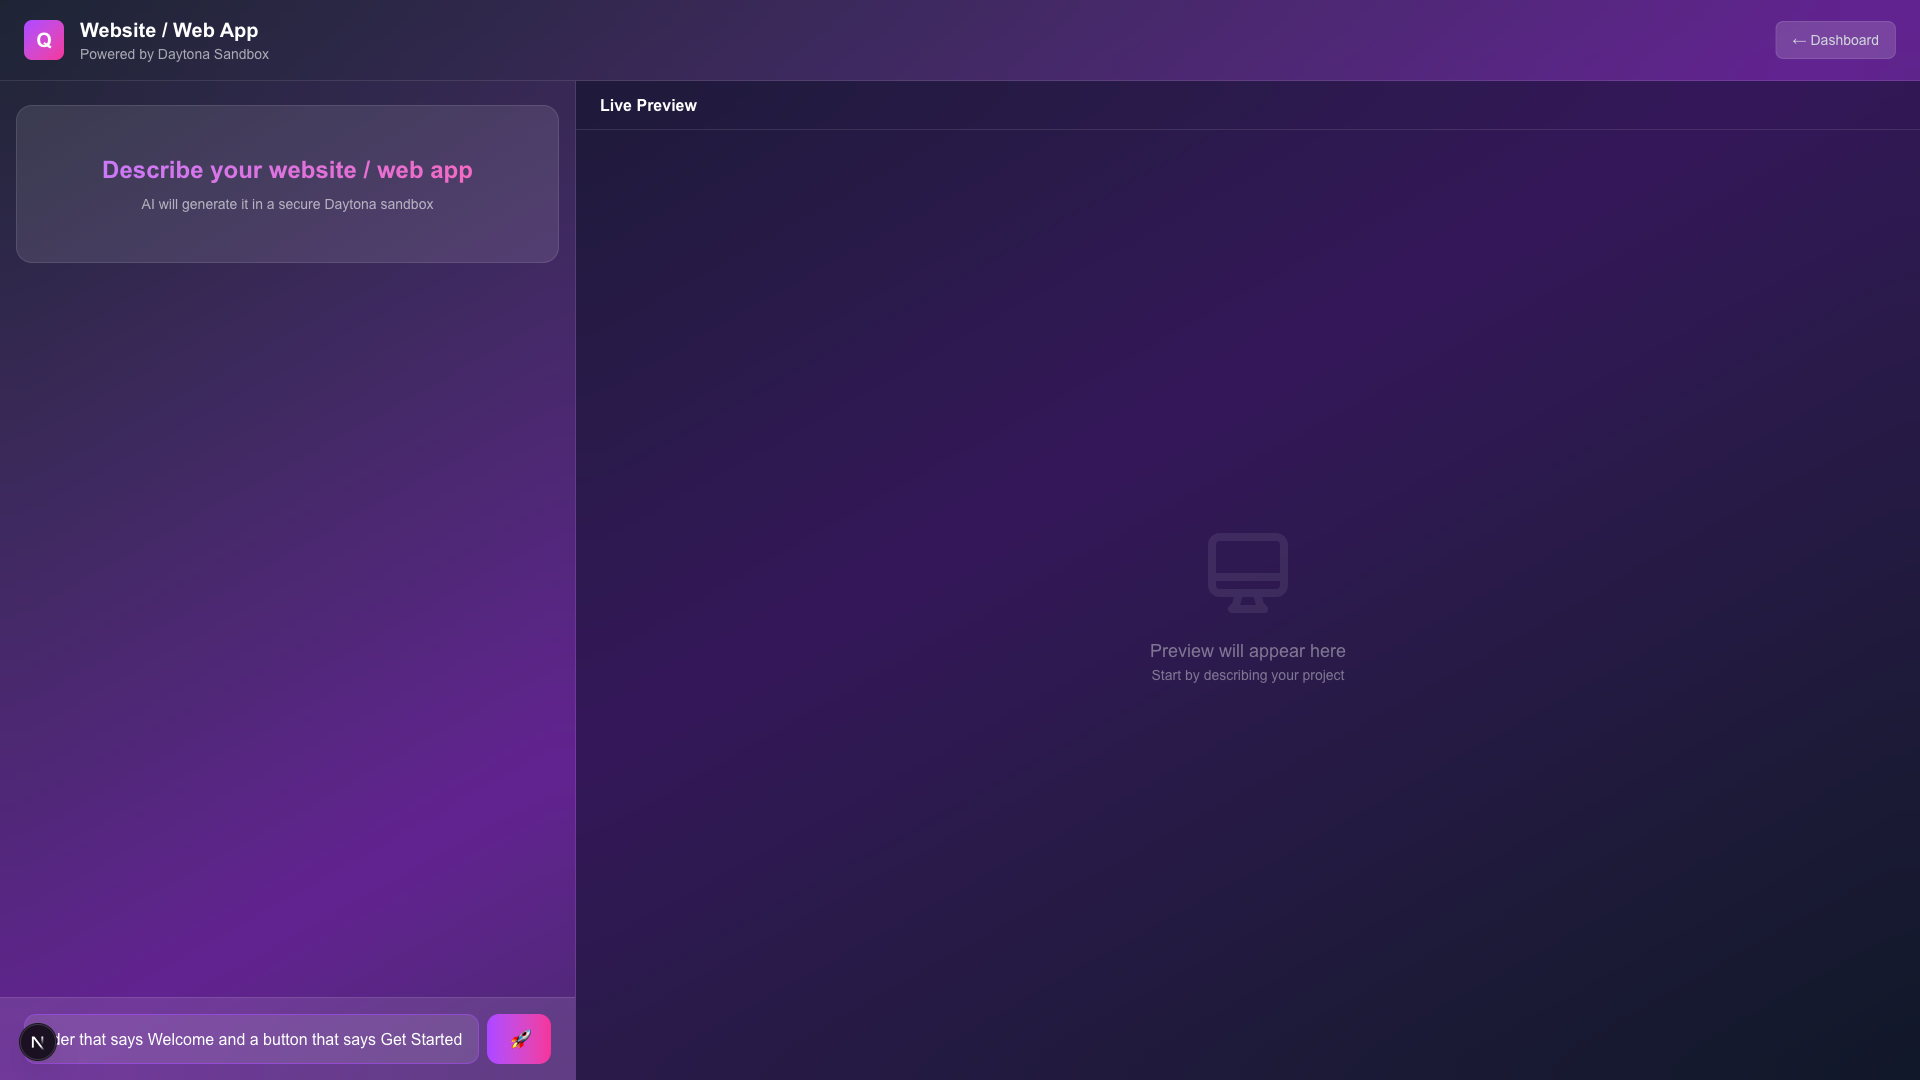 Q
Website / Web App
Powered by Daytona Sandbox
← Dashboard
Describe your website / web app
AI will generate it in a secure Daytona sandbox
Live Preview
Preview will appear here
Start by describing your project
N
that says Welcome and a button that says Get Started